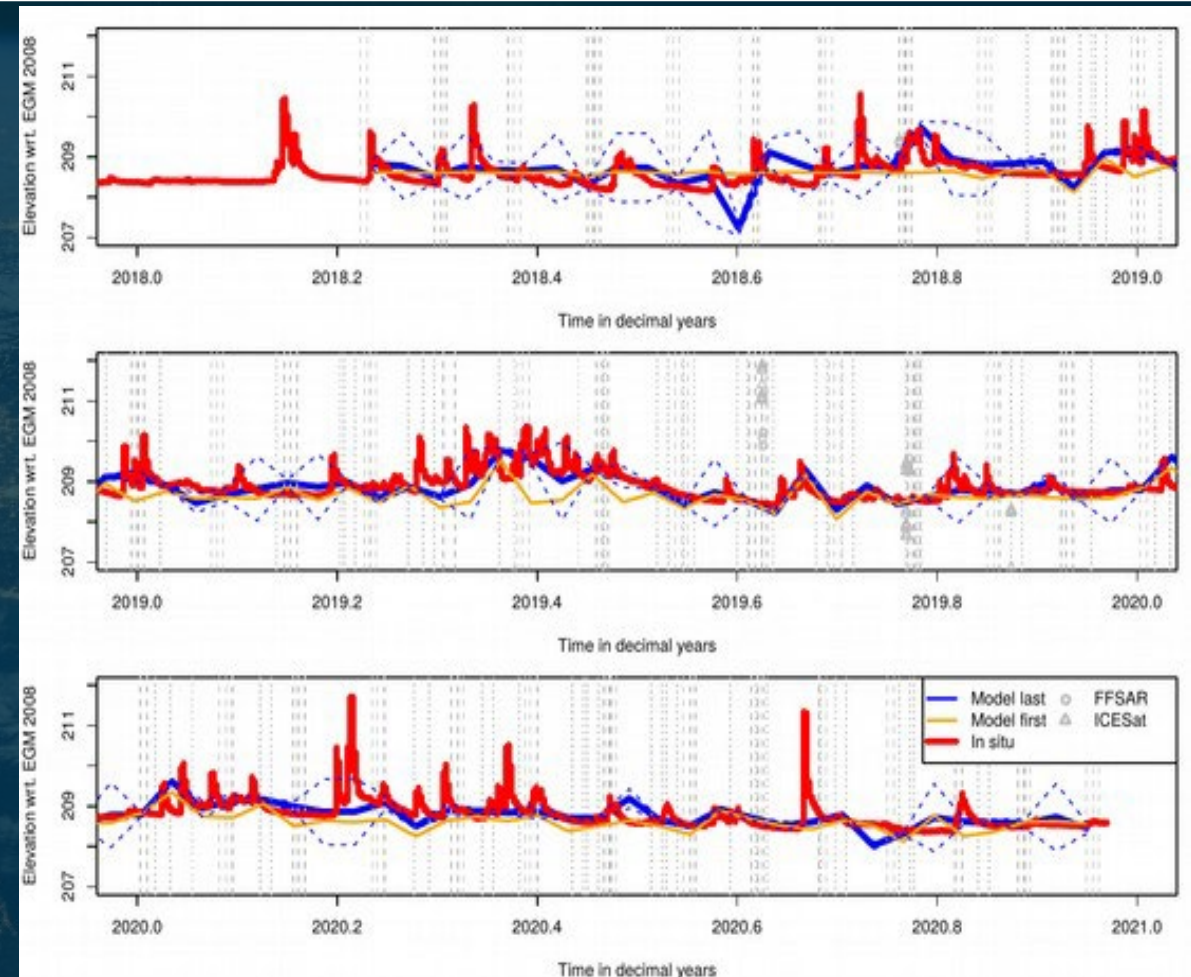 Elevation wrt. EGM 2008
211
209
207
2018.0 2018.2 2018.4 2018.6 2018.8 2019.0
Time in decimal years
Elevation wrt. EGM 2008
211
209
207
2019.0 2019.2 2019.4 2019.6 2019.8 2020.0
Time in decimal years
Elevation wrt. EGM 2008
211
209
207
Model last FFSAR
Model first ICESat
In situ
2020.0 2020.2 2020.4 2020.6 2020.8 2021.0
Time in decimal years